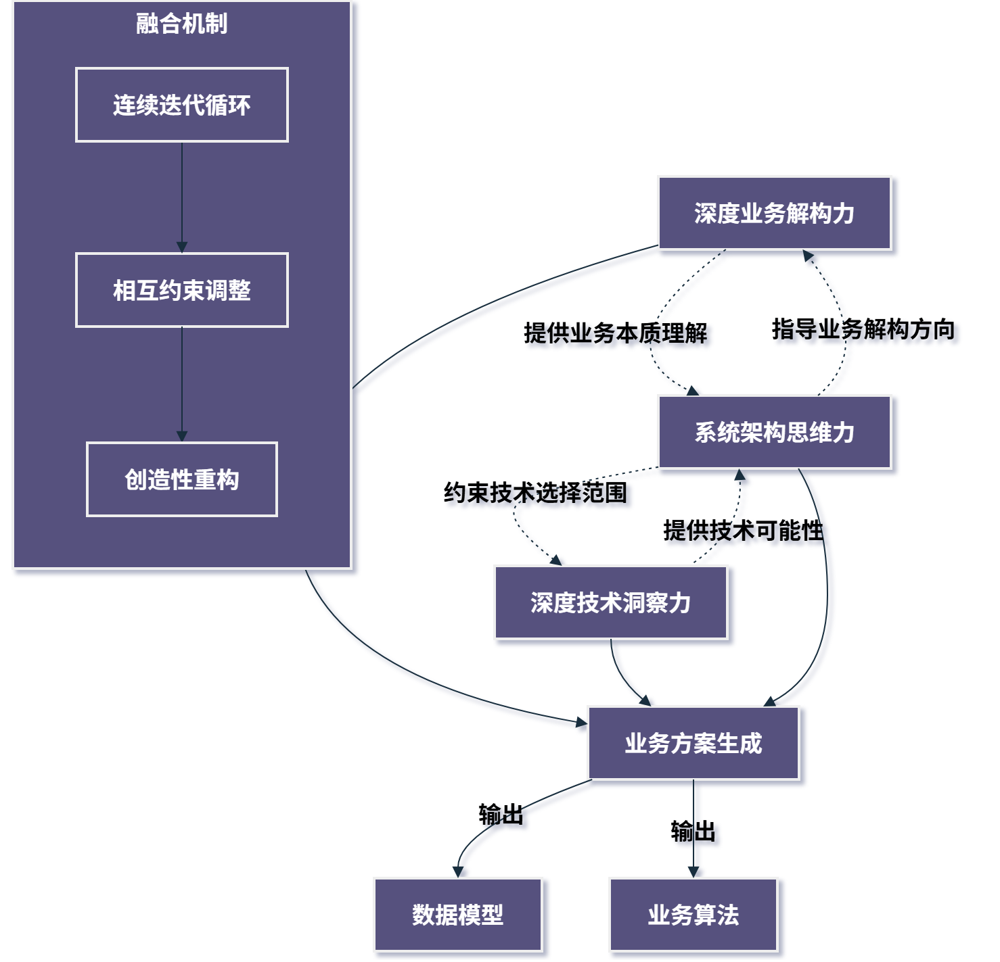 融合机制
连续迭代循环
相互约束调整
创造性重构
深度业务解构力
提供业务本质理解
指导业务解构方向
系统架构思维力
约束技术选择范围
提供技术可能性
深度技术洞察力
业务方案生成
输出
输出
数据模型
业务算法